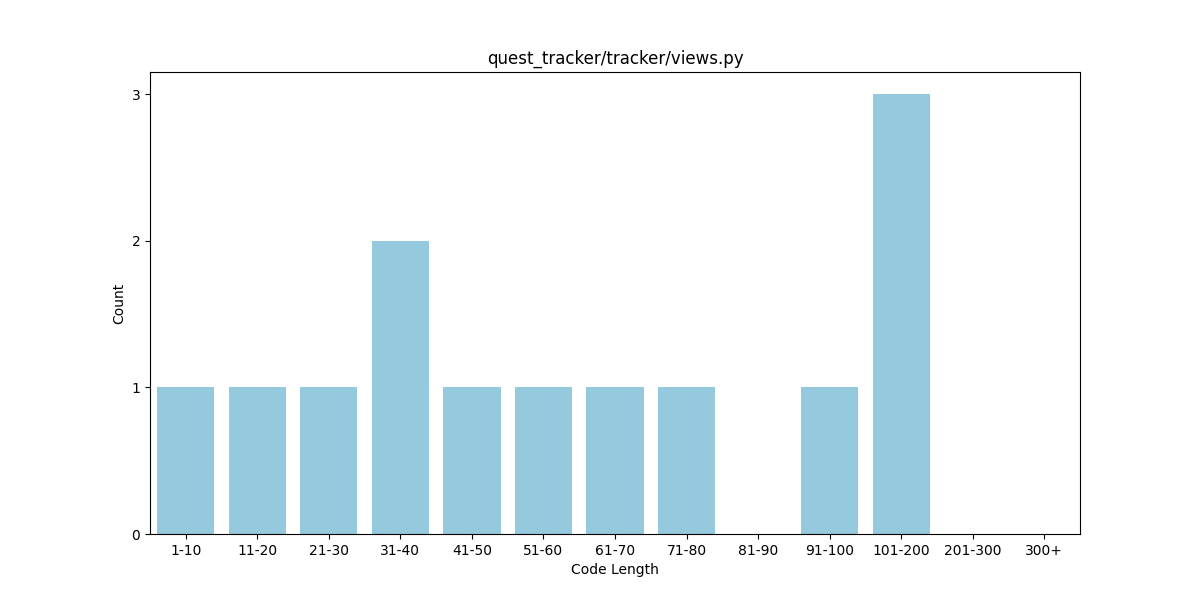 quest_tracker/tracker/views.py
Count
3
2
1
0
1-10 11-20 21-30 31-40 41-50 51-60 61-70 71-80 81-90 91-100 101-200 201-300 300+
Code Length